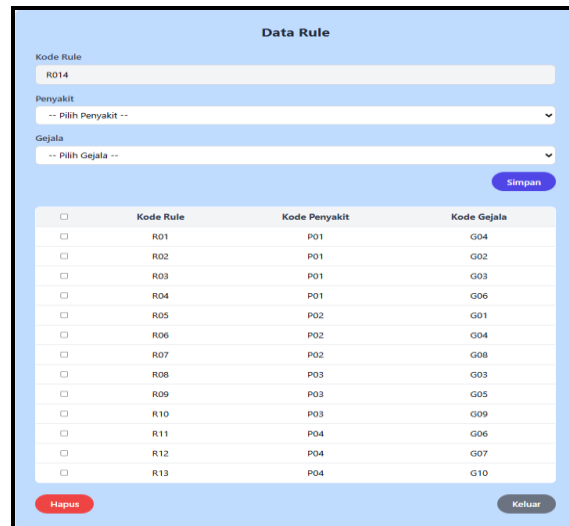 Data Rule
Kode Rule
R014
Penyakit
-- Pilih Penyakit --
Gejala
-- Pilih Gejala --
Simpan
Kode Rule Kode Penyakit Kode Gejala
R01 P01 G04
R02 P01 G02
R03 P01 G03
R04 P01 G06
R05 P02 G01
R06 P02 G04
R07 P02 G08
R08 P03 G03
R09 P03 G05
R10 P03 G09
R11 P04 G06
R12 P04 G07
R13 P04 G10
Hapus Keluar